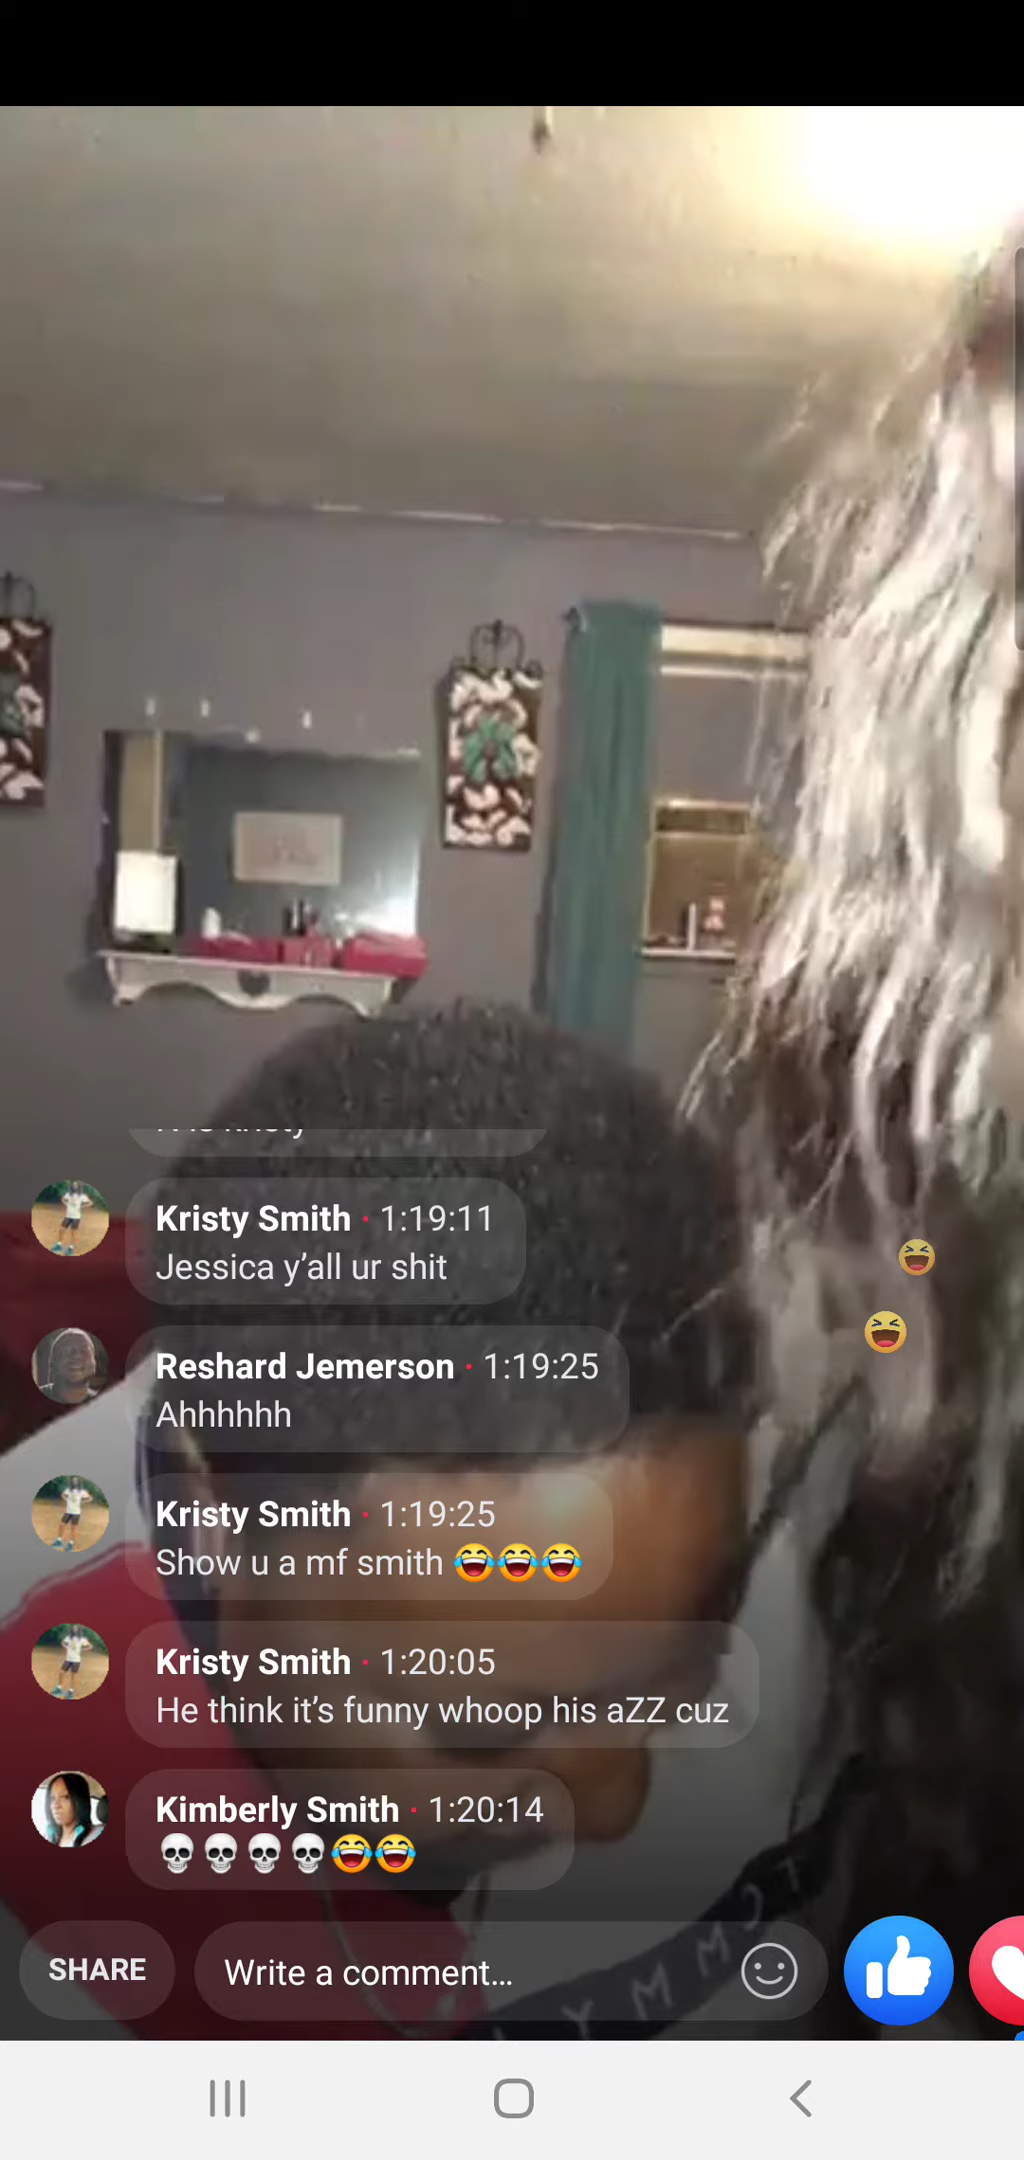 Kristy Smith · 1:19:11
Jessica y'all ur shit
Reshard Jemerson · 1:19:25
Ahhhhhh
Kristy Smith · 1:19:25
Show u a mf smith 😂😂😂
Kristy Smith · 1:20:05
He think it's funny whoop his aZZ cuz
Kimberly Smith · 1:20:14
💀💀💀💀😂😂
SHARE
Write a comment...